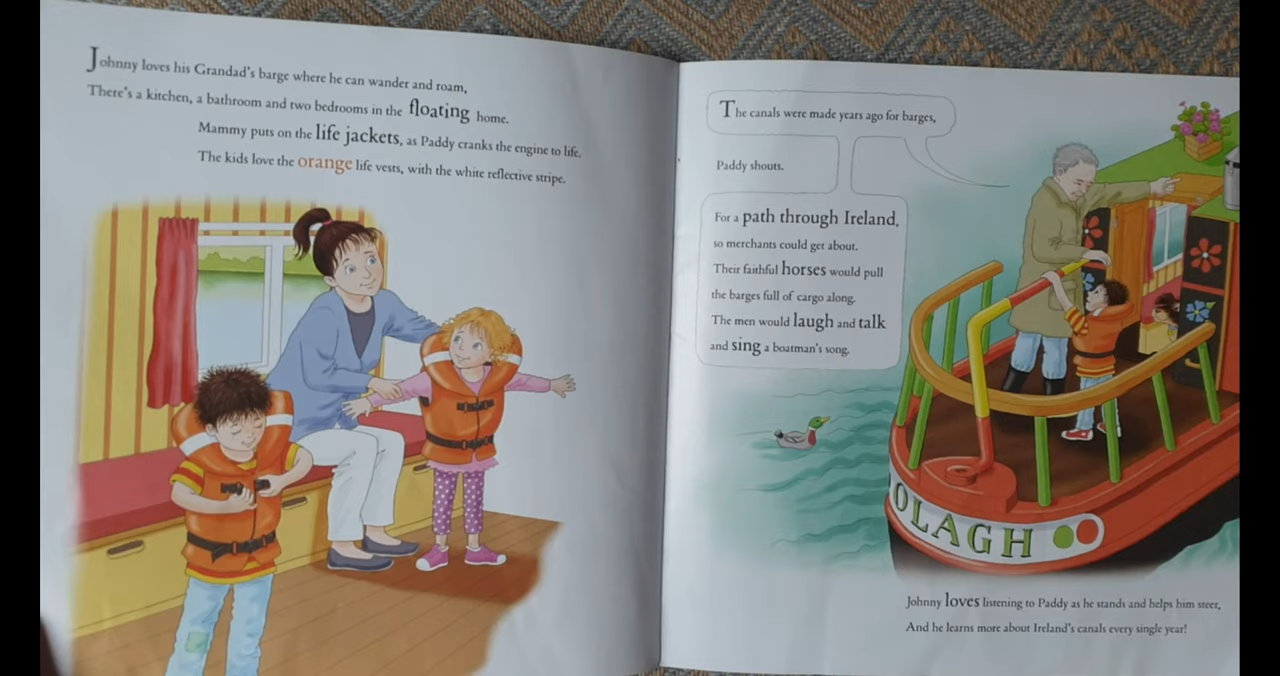 Johnny loves his Grandad's barge where he can wander and roam,
There's a kitchen, a bathroom and two bedrooms in the floating home.
Mammy puts on the life jackets, as Paddy cranks the engine to life.
The kids love the orange life vests, with the white reflective stripe.
The canals were made years ago for barges,
Paddy shouts.
For a path through Ireland,
so merchants could get about.
Their faithful horses would pull
the barges full of cargo along.
The men would laugh and talk
and sing a boatman's song.
OLAGH
Johnny loves listening to Paddy as he stands and helps him steer,
And he learns more about Ireland's canals every single year!